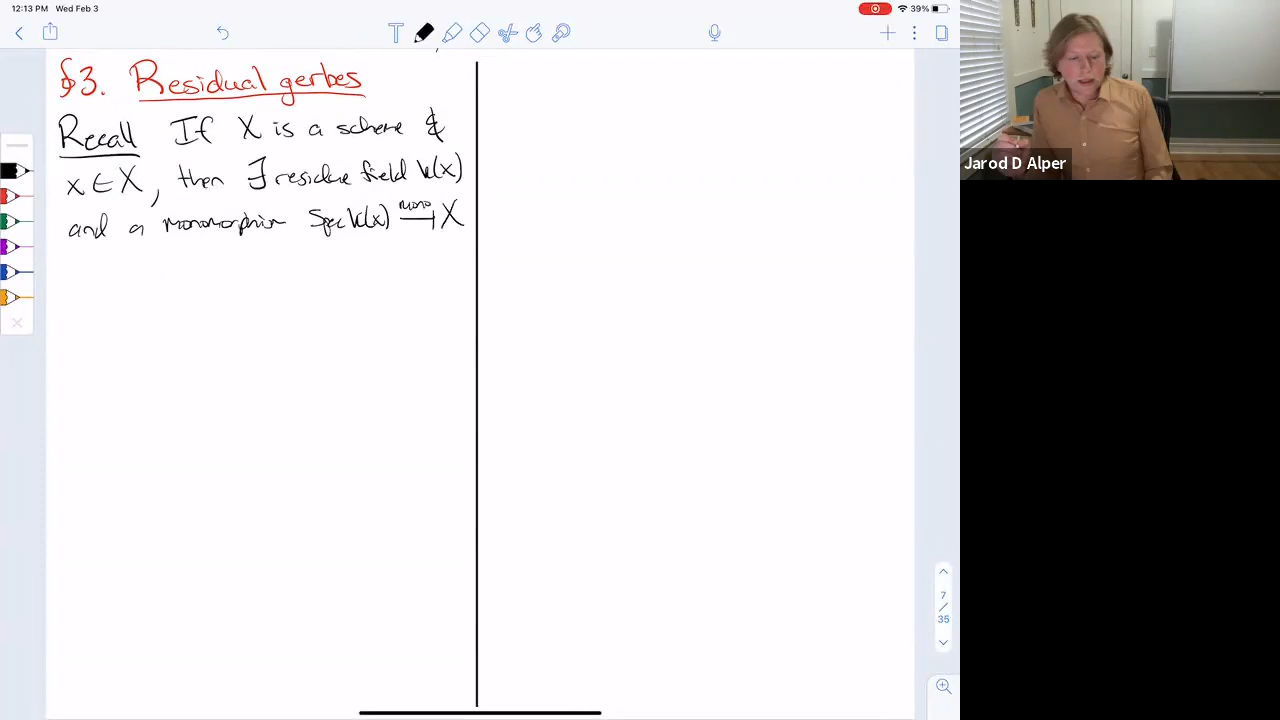 12:13 PM Wed Feb 3
39%
§3. Residual gerbes
Recall If X is a scheme &
x ∈ X, then ∃ residue field k(x)
and a monomorphism Spec k(x) mono→ X
Jarod D Alper
7
/
35